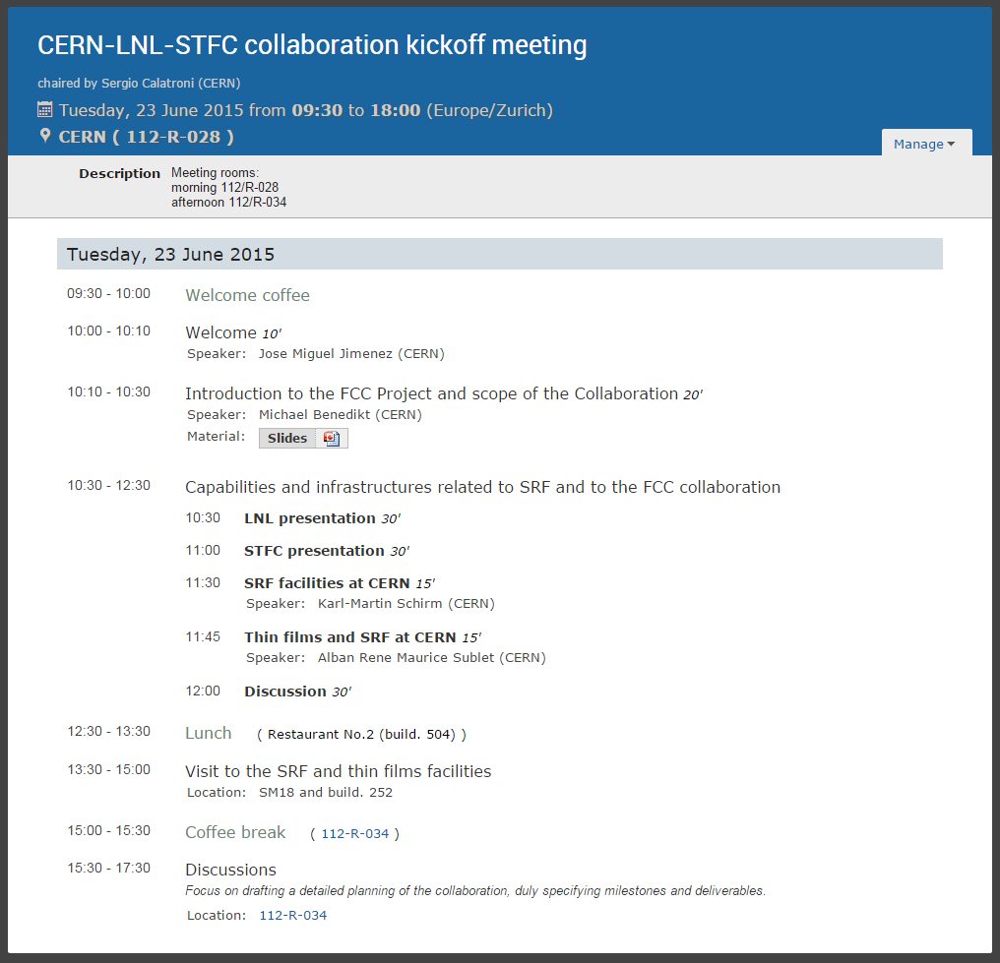 CERN-LNL-STFC collaboration kickoff meeting
chaired by Sergio Calatroni (CERN)
Tuesday, 23 June 2015 from 09:30 to 18:00 (Europe/Zurich)
CERN ( 112-R-028 )
Manage
Description Meeting rooms:
morning 112/R-028
afternoon 112/R-034
Tuesday, 23 June 2015
09:30 - 10:00 Welcome coffee
10:00 - 10:10 Welcome 10'
Speaker: Jose Miguel Jimenez (CERN)
10:10 - 10:30 Introduction to the FCC Project and scope of the Collaboration 20'
Speaker: Michael Benedikt (CERN)
Material: Slides
10:30 - 12:30 Capabilities and infrastructures related to SRF and to the FCC collaboration
10:30 LNL presentation 30'
11:00 STFC presentation 30'
11:30 SRF facilities at CERN 15'
Speaker: Karl-Martin Schirm (CERN)
11:45 Thin films and SRF at CERN 15'
Speaker: Alban Rene Maurice Sublet (CERN)
12:00 Discussion 30'
12:30 - 13:30 Lunch ( Restaurant No.2 (build. 504) )
13:30 - 15:00 Visit to the SRF and thin films facilities
Location: SM18 and build. 252
15:00 - 15:30 Coffee break ( 112-R-034 )
15:30 - 17:30 Discussions
Focus on drafting a detailed planning of the collaboration, duly specifying milestones and deliverables.
Location: 112-R-034